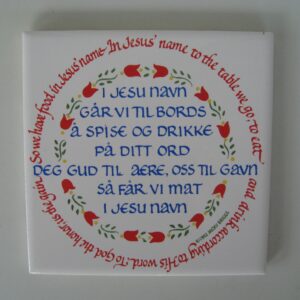 I JESU NAVN
GÅR VI TIL BORDS
Å SPISE OG DRIKKE
PÅ DITT ORD
DEG GUD TIL ÆRE, OSS TIL GAVN
SÅ FÅR VI MAT
I JESU NAVN
In Jesus' name to the table we go, To eat and drink according to His word. To God the honor, us the gain, So we have food in Jesus' name